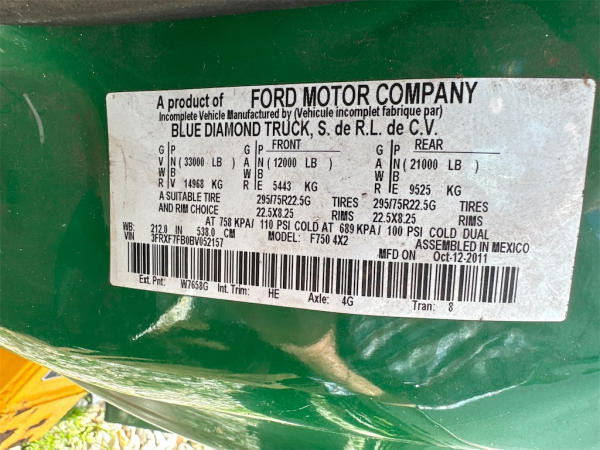 A product of FORD MOTOR COMPANY
Incomplete Vehicle Manufactured by (Vehicule incomplet fabrique par)
BLUE DIAMOND TRUCK, S. de R.L. de C.V.
G P FRONT G P REAR
V N ( 33000 LB ) A N ( 12000 LB ) A N ( 21000 LB )
W B W B W B
R V 14968 KG R E 5443 KG R E 9525 KG
A SUITABLE TIRE 295/75R22.5G TIRES 295/75R22.5G TIRES
AND RIM CHOICE 22.5X8.25 RIMS 22.5X8.25 RIMS
AT 758 KPA/ 110 PSI COLD AT 689 KPA/ 100 PSI COLD DUAL
WB: 212.0 IN 538.0 CM MODEL: F750 4X2 ASSEMBLED IN MEXICO
VIN 3FRXF7FB0BV052157 MFD ON Oct-12-2011
Ext. Pnt: W7658G Int. Trim: HE Axle: 4G Tran: 8